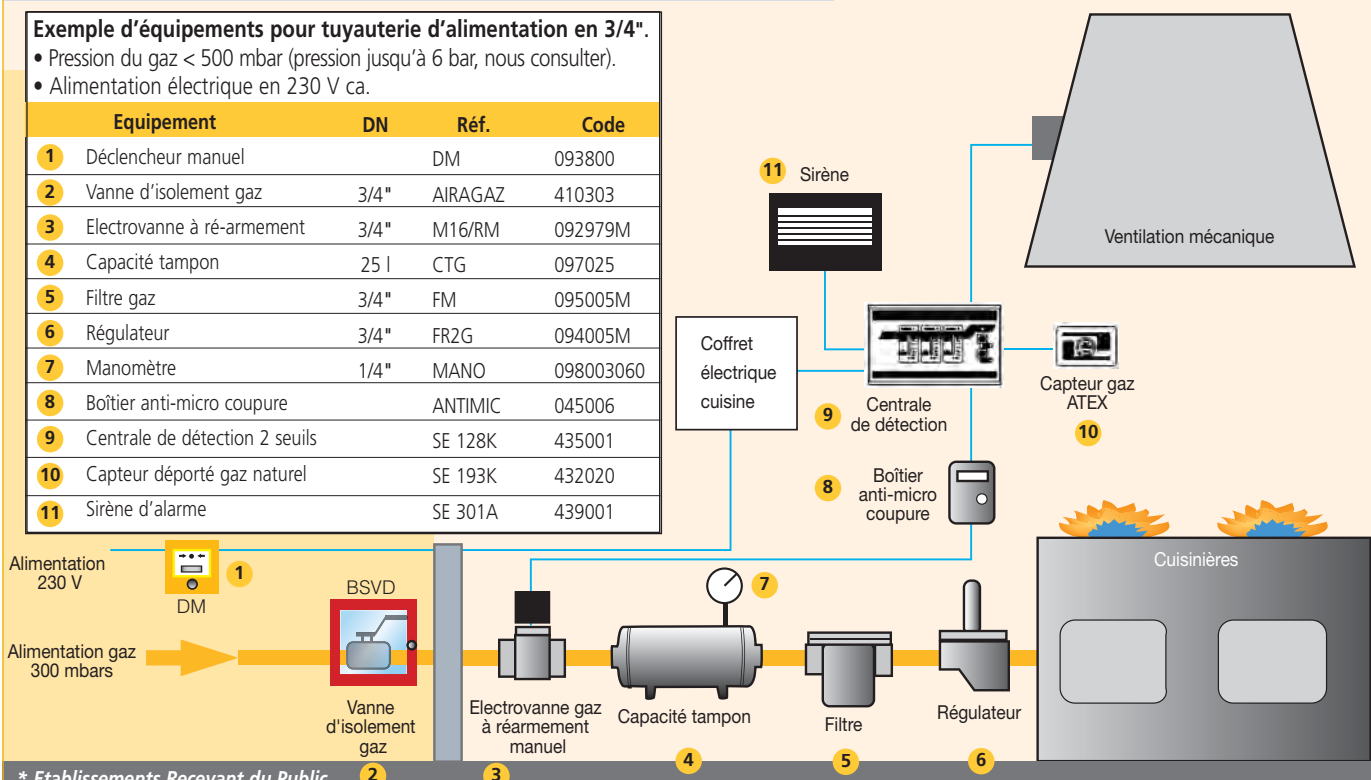 Exemple d'équipements pour tuyauterie d'alimentation en 3/4".
• Pression du gaz < 500 mbar (pression jusqu'à 6 bar, nous consulter).
• Alimentation électrique en 230 V ca.
Equipement DN Réf. Code
1 Déclencheur manuel DM 093800
2 Vanne d'isolement gaz 3/4" AIRAGAZ 410303
3 Electrovanne à ré-armement 3/4" M16/RM 092979M
4 Capacité tampon 25 l CTG 097025
5 Filtre gaz 3/4" FM 095005M
6 Régulateur 3/4" FR2G 094005M
7 Manomètre 1/4" MANO 098003060
8 Boîtier anti-micro coupure ANTIMIC 045006
9 Centrale de détection 2 seuils SE 128K 435001
10 Capteur déporté gaz naturel SE 193K 432020
11 Sirène d'alarme SE 301A 439001
11 Sirène
Ventilation mécanique
Coffret
électrique
cuisine
9 Centrale
de détection
Capteur gaz
ATEX
10
8 Boîtier
anti-micro
coupure
Alimentation
230 V
1
DM
BSVD
7
Cuisinières
Alimentation gaz
300 mbars
Vanne
d'isolement
gaz
2
Electrovanne gaz
à réarmement
manuel
3
Capacité tampon
4
Filtre
5
Régulateur
6
* Etablissements Recevant du Public